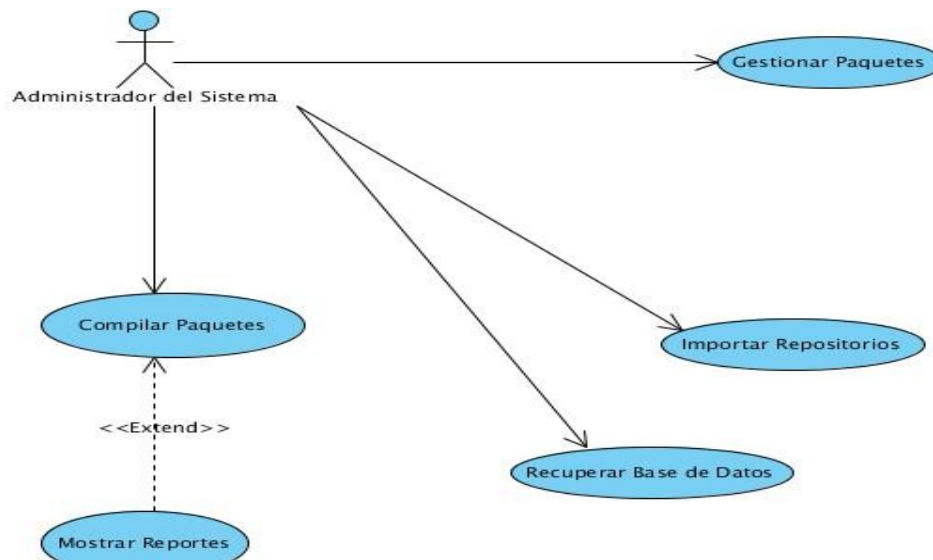 Gestionar Paquetes
Administrador del Sistema
Compilar Paquetes
Importar Repositorios
<<Extend>>
Recuperar Base de Datos
Mostrar Reportes